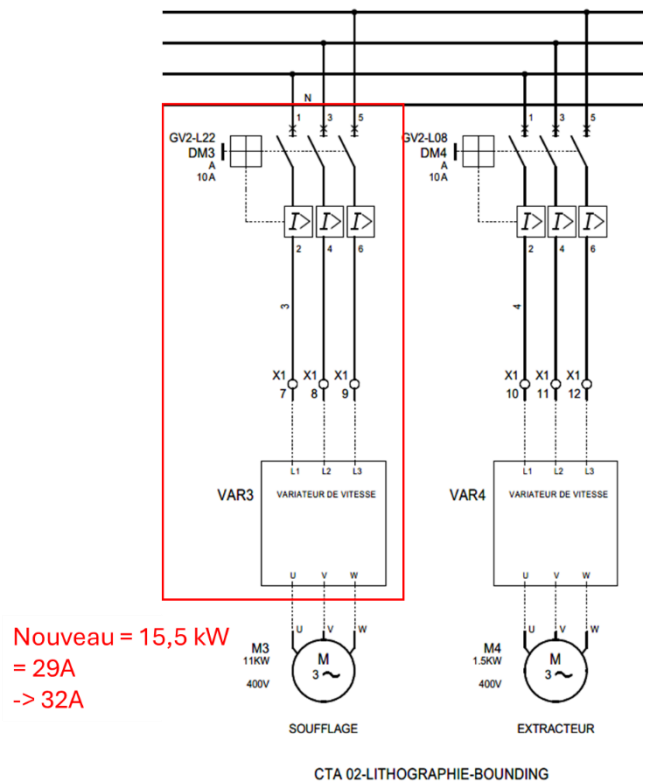 N
1 3 5 1 3 5
GV2-L22 GV2-L08
DM3 DM4
A A
10A 10A
I> I> I> I> I> I>
2 4 6 2 4 6
3 4
X1 X1 X1 X1 X1 X1
7 8 9 10 11 12
L1 L2 L3 L1 L2 L3
VAR3 VARIATEUR DE VITESSE VAR4 VARIATEUR DE VITESSE
U V W U V W
U V W U V W
Nouveau = 15,5 kW
= 29A
-> 32A
M3 M M4 M
11KW 3 ~ 1.5KW 3 ~
400V 400V
SOUFFLAGE EXTRACTEUR
CTA 02-LITHOGRAPHIE-BOUNDING